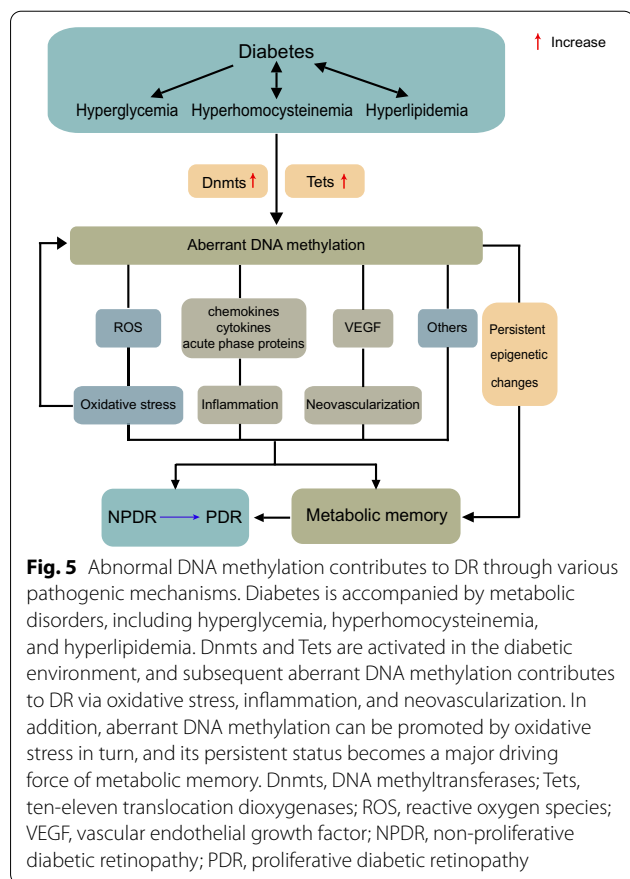 Diabetes
↑ Increase
Hyperglycemia Hyperhomocysteinemia Hyperlipidemia
Dnmts ↑ Tets ↑
Aberrant DNA methylation
ROS
chemokines
cytokines
acute phase proteins
VEGF
Others
Persistent
epigenetic
changes
Oxidative stress
Inflammation
Neovascularization
NPDR → PDR
Metabolic memory
Fig. 5 Abnormal DNA methylation contributes to DR through various
pathogenic mechanisms. Diabetes is accompanied by metabolic
disorders, including hyperglycemia, hyperhomocysteinemia,
and hyperlipidemia. Dnmts and Tets are activated in the diabetic
environment, and subsequent aberrant DNA methylation contributes
to DR via oxidative stress, inflammation, and neovascularization. In
addition, aberrant DNA methylation can be promoted by oxidative
stress in turn, and its persistent status becomes a major driving
force of metabolic memory. Dnmts, DNA methyltransferases; Tets,
ten-eleven translocation dioxygenases; ROS, reactive oxygen species;
VEGF, vascular endothelial growth factor; NPDR, non-proliferative
diabetic retinopathy; PDR, proliferative diabetic retinopathy